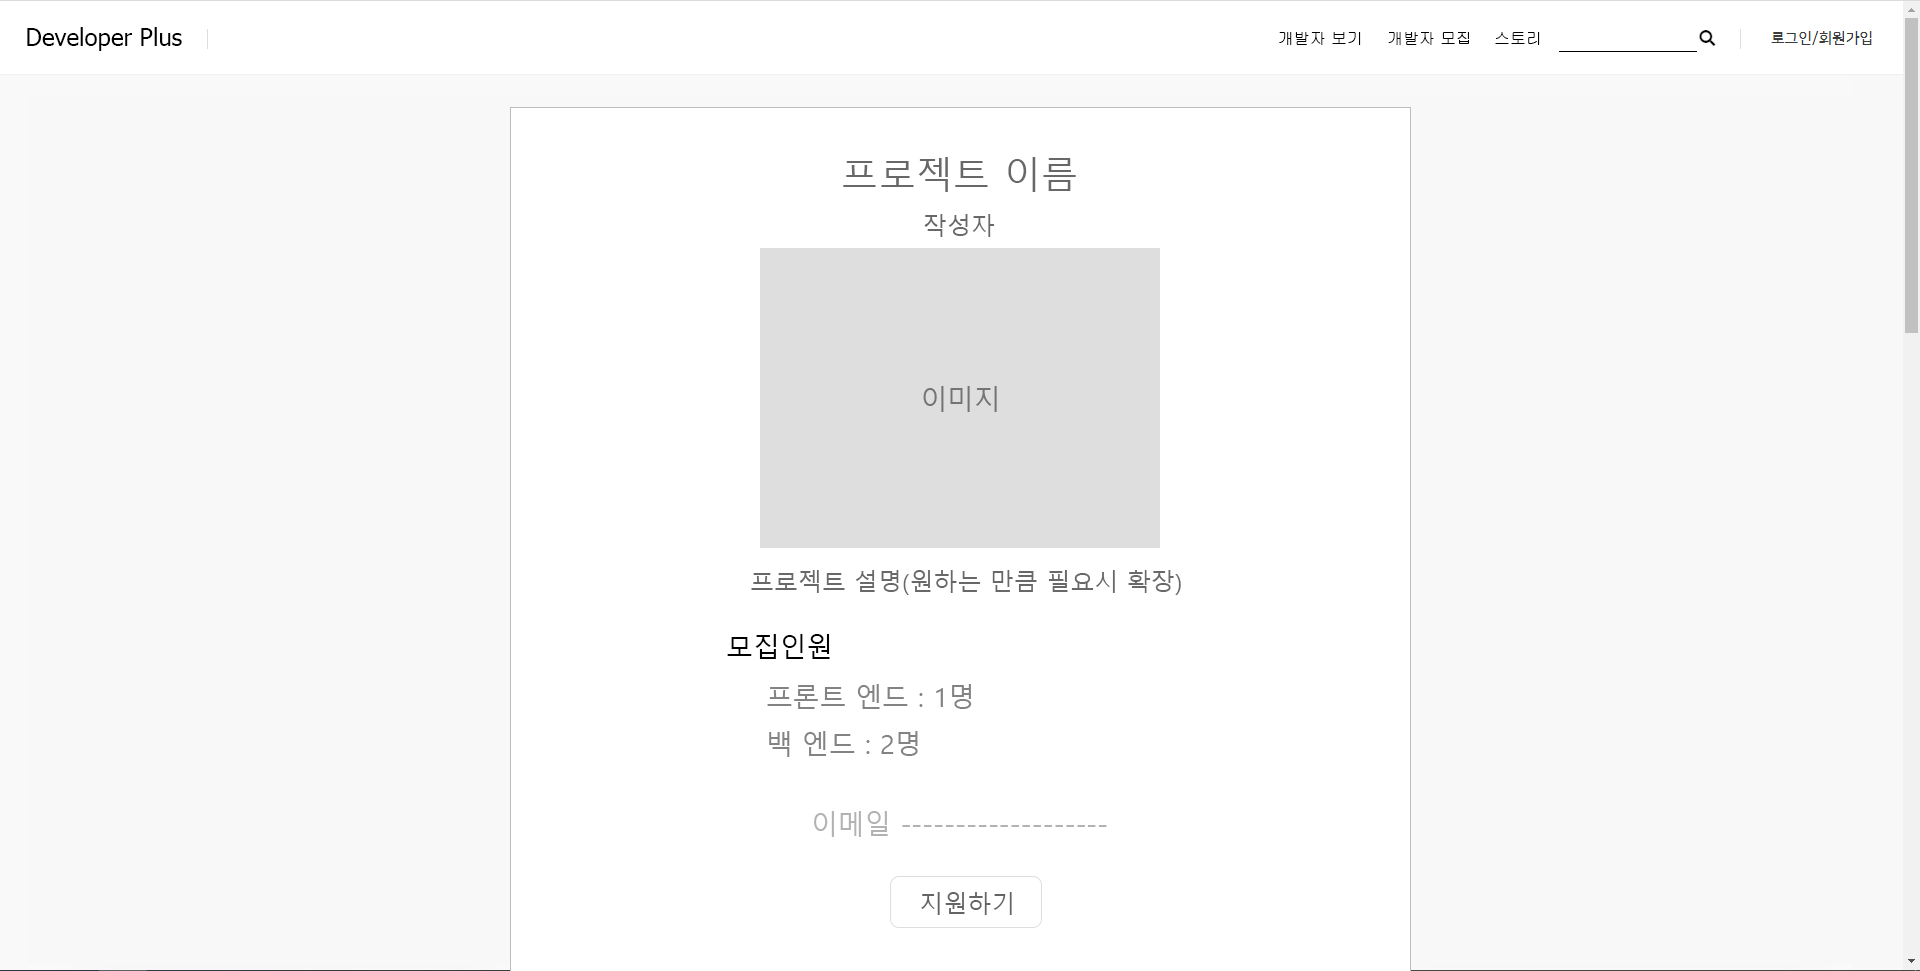 Developer Plus
개발자 보기 개발자 모집 스토리 로그인/회원가입
프로젝트 이름
작성자
이미지
프로젝트 설명(원하는 만큼 필요시 확장)
모집인원
프론트 엔드 : 1명
백 엔드 : 2명
이메일 -------------------
지원하기